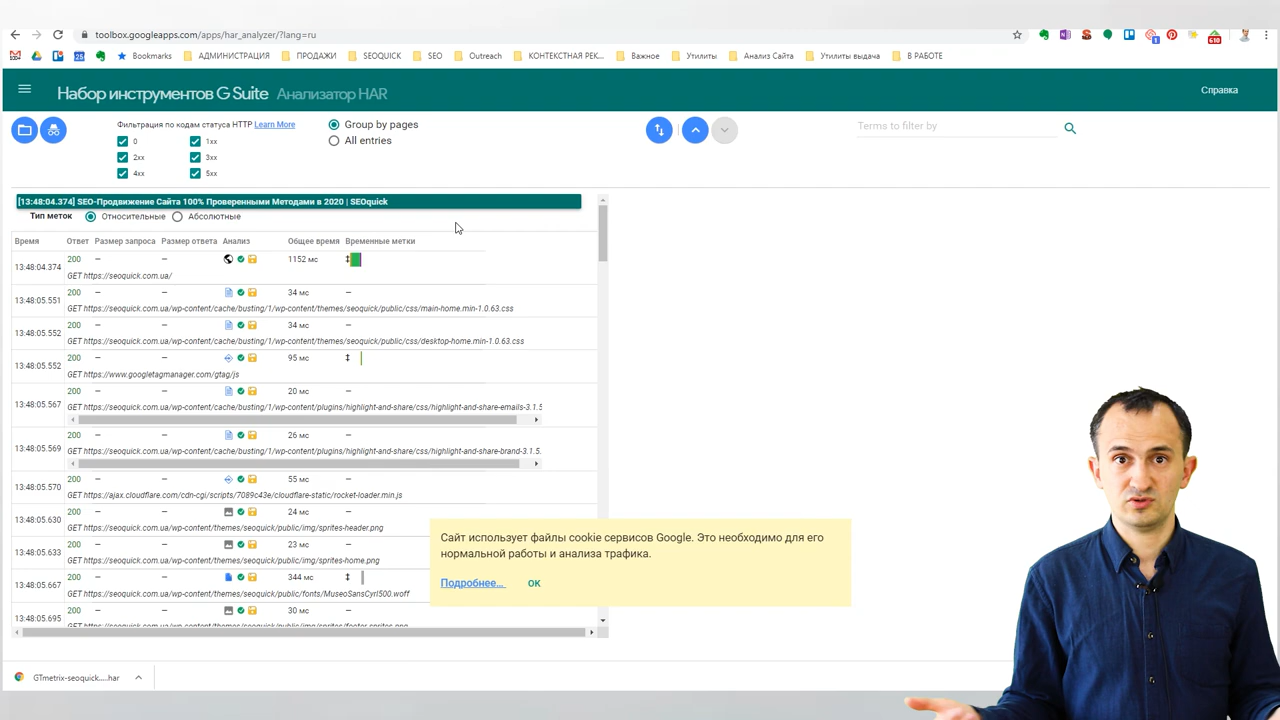 toolbox.googleapps.com/apps/har_analyzer/?lang=ru
610
Bookmarks АДМИНИСТРАЦИЯ ПРОДАЖИ SEOQUICK SEO Outreach КОНТЕКСТНАЯ РЕК... Важное Утилиты Анализ Сайта Утилиты выдача В РАБОТЕ
Набор инструментов G Suite Анализатор HAR
Справка
Фильтрация по кодам статуса HTTP Learn More
0 1xx
2xx 3xx
4xx 5xx
Group by pages
All entries
Terms to filter by
[13:48:04.374] SEO-Продвижение Сайта 100% Проверенными Методами в 2020 | SEOquick
Тип меток Относительные Абсолютные
Время Ответ Размер запроса Размер ответа Анализ Общее время Временные метки
13:48:04.374 200 – – 1152 мс
GET https://seoquick.com.ua/
13:48:05.551 200 – – 34 мс –
GET https://seoquick.com.ua/wp-content/cache/busting/1/wp-content/themes/seoquick/public/css/main-home.min-1.0.63.css
13:48:05.552 200 – – 34 мс –
GET https://seoquick.com.ua/wp-content/cache/busting/1/wp-content/themes/seoquick/public/css/desktop-home.min-1.0.63.css
13:48:05.552 200 – – 95 мс
GET https://www.googletagmanager.com/gtag/js
13:48:05.567 200 – – 20 мс –
GET https://seoquick.com.ua/wp-content/cache/busting/1/wp-content/plugins/highlight-and-share/css/highlight-and-share-emails-3.1.5
13:48:05.569 200 – – 26 мс –
GET https://seoquick.com.ua/wp-content/cache/busting/1/wp-content/plugins/highlight-and-share/css/highlight-and-share-brand-3.1.5.
13:48:05.570 200 – – 55 мс –
GET https://ajax.cloudflare.com/cdn-cgi/scripts/7089c43e/cloudflare-static/rocket-loader.min.js
13:48:05.630 200 – – 24 мс –
GET https://seoquick.com.ua/wp-content/themes/seoquick/public/img/sprites-header.png
13:48:05.633 200 – – 23 мс –
GET https://seoquick.com.ua/wp-content/themes/seoquick/public/img/sprites-home.png
13:48:05.667 200 – – 344 мс
GET https://seoquick.com.ua/wp-content/themes/seoquick/public/fonts/MuseoSansCyrl500.woff
13:48:05.695 200 – – 30 мс –
GET https://seoquick.com.ua/wp-content/themes/seoquick/public/img/footer-sprites.png
Сайт использует файлы cookie сервисов Google. Это необходимо для его
нормальной работы и анализа трафика.
Подробнее... ОК
GTmetrix-seoquick....har